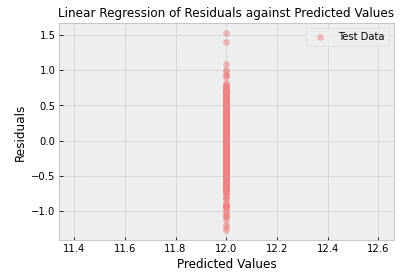 Linear Regression of Residuals against Predicted Values
Test Data
1.5
1.0
0.5
0.0
−0.5
−1.0
Residuals
11.4 11.6 11.8 12.0 12.2 12.4 12.6
Predicted Values